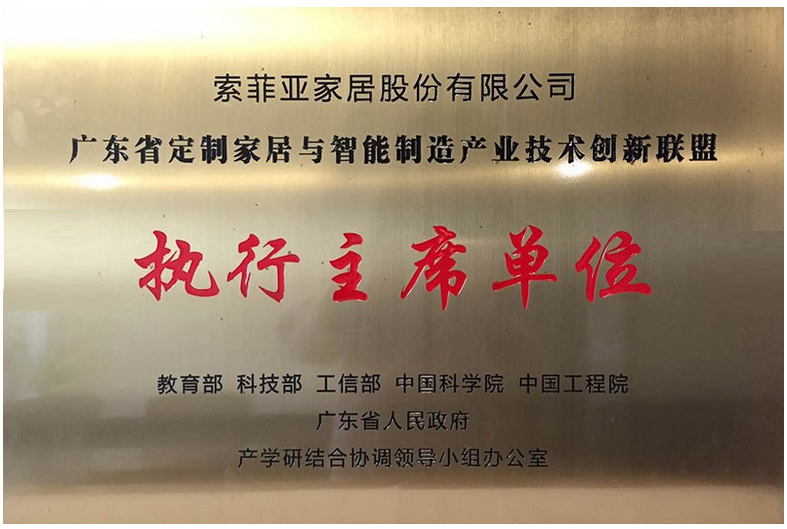 索菲亚家居股份有限公司
广东省定制家居与智能制造产业技术创新联盟
执行主席单位
教育部 科技部 工信部 中国科学院 中国工程院
广东省人民政府
产学研结合协调领导小组办公室